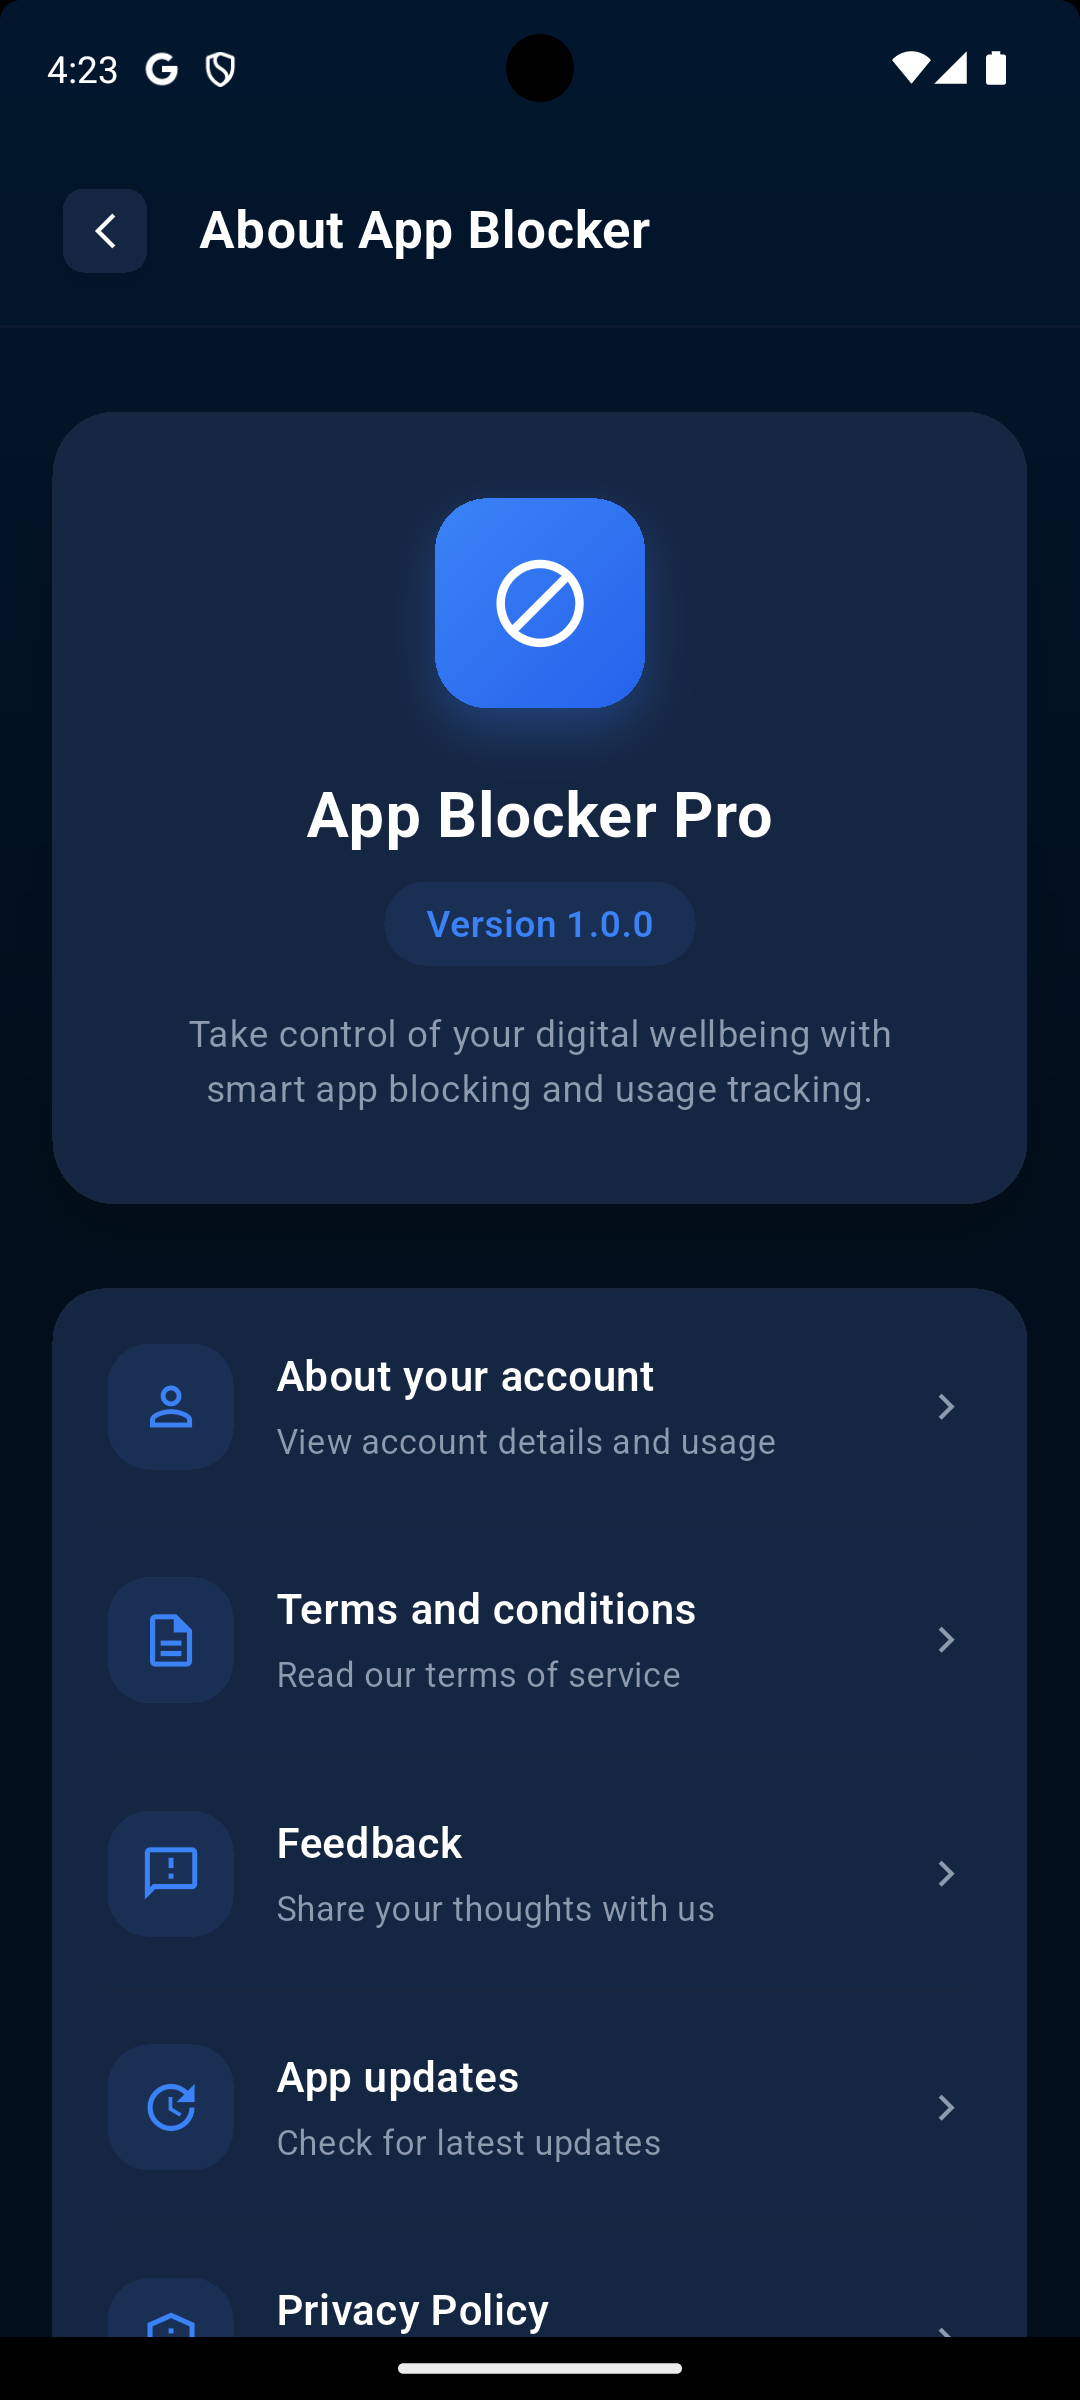 4:23
About App Blocker
App Blocker Pro
Version 1.0.0
Take control of your digital wellbeing with
smart app blocking and usage tracking.
About your account
View account details and usage
Terms and conditions
Read our terms of service
Feedback
Share your thoughts with us
App updates
Check for latest updates
Privacy Policy